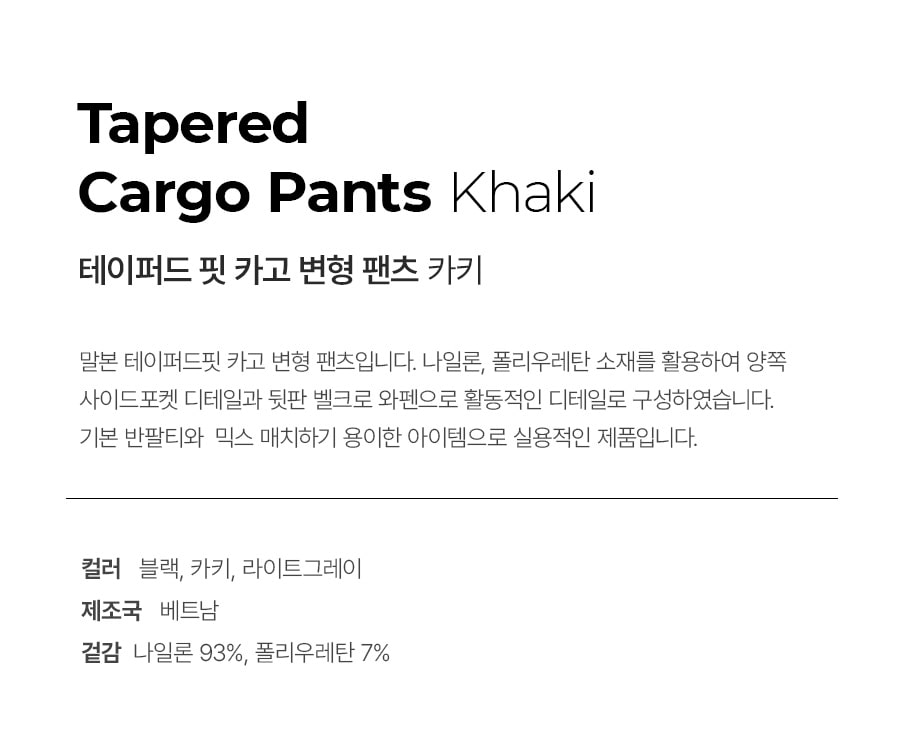 Tapered
Cargo Pants Khaki
테이퍼드 핏 카고 변형 팬츠 카키
말본 테이퍼드핏 카고 변형 팬츠입니다. 나일론, 폴리우레탄 소재를 활용하여 양쪽
사이드포켓 디테일과 뒷판 벨크로 와펜으로 활동적인 디테일로 구성하였습니다.
기본 반팔티와 믹스 매치하기 용이한 아이템으로 실용적인 제품입니다.
컬러 블랙, 카키, 라이트그레이
제조국 베트남
겉감 나일론 93%, 폴리우레탄 7%